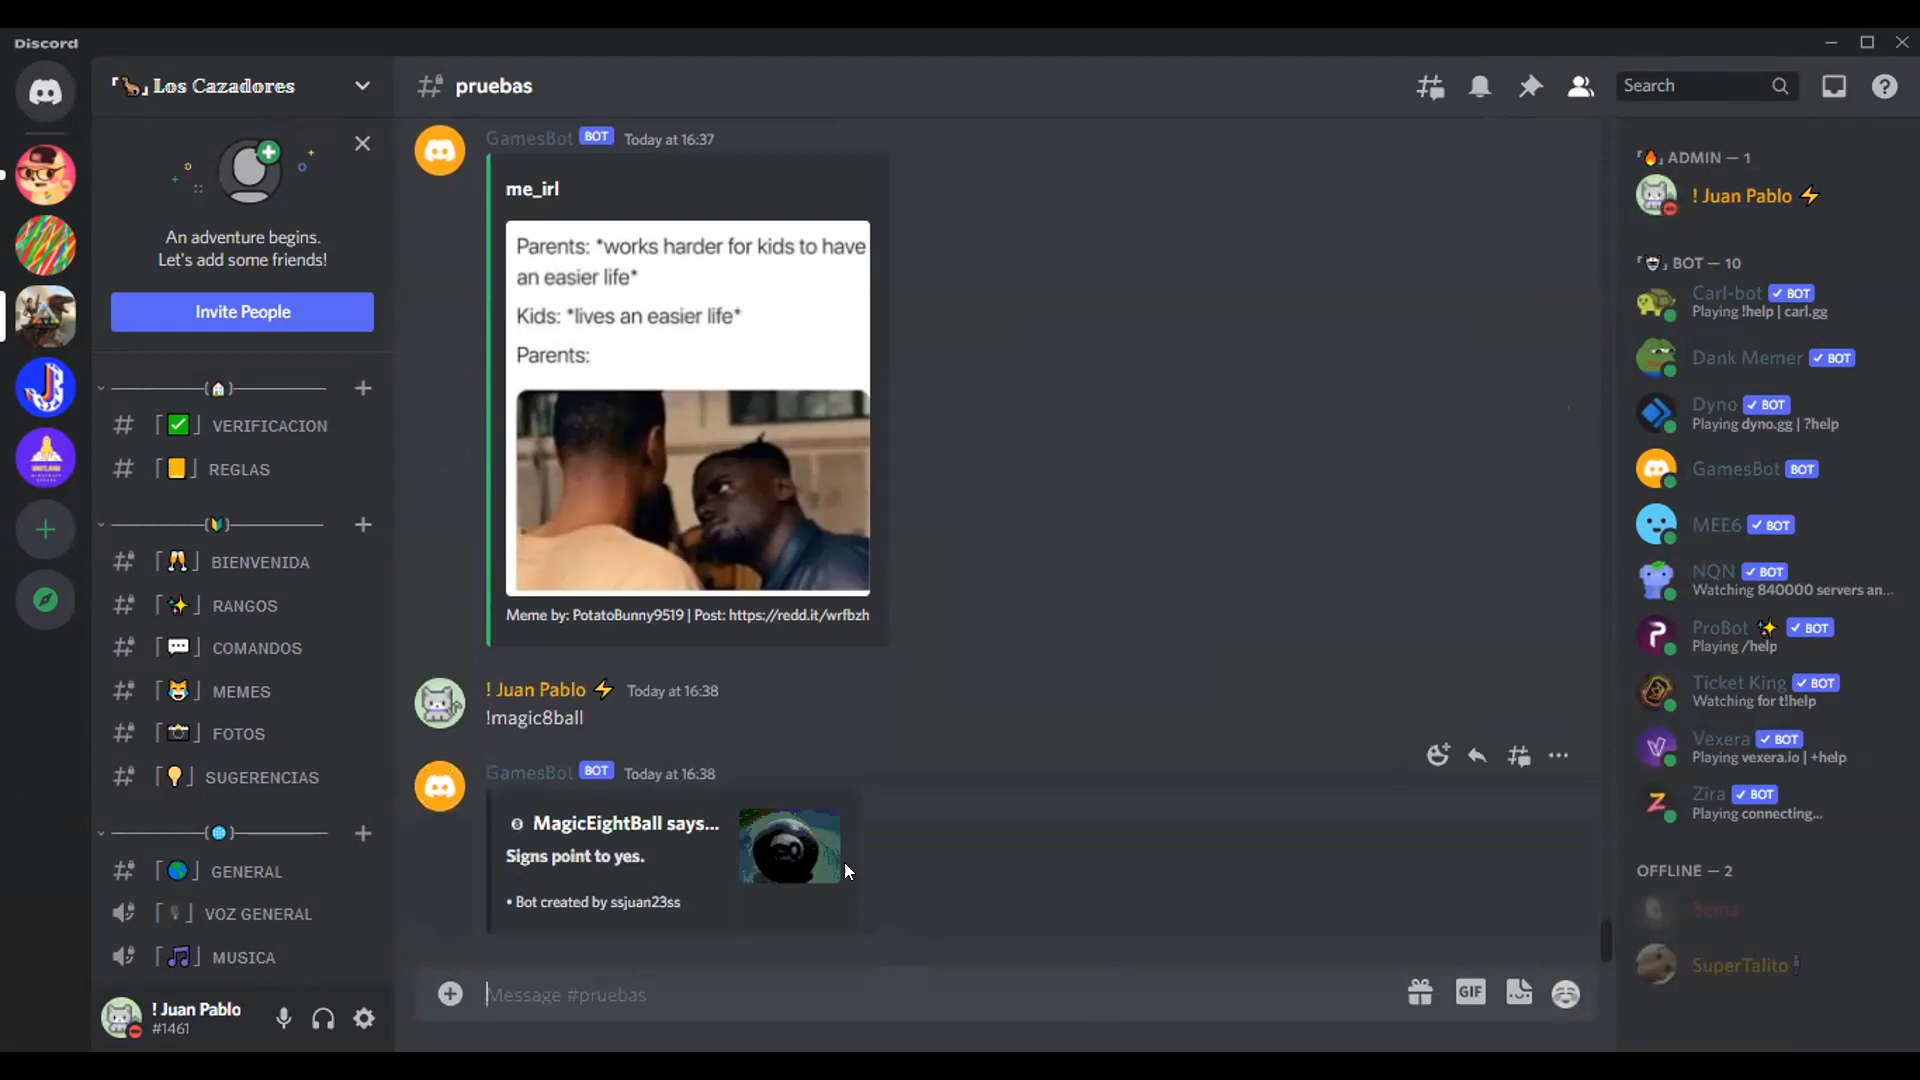 Discord
「🐆」Los Cazadores
An adventure begins.
Let's add some friends!
Invite People
VERIFICACION
REGLAS
BIENVENIDA
RANGOS
COMANDOS
MEMES
FOTOS
SUGERENCIAS
GENERAL
VOZ GENERAL
MUSICA
! Juan Pablo
#1461
pruebas
Search
GamesBot BOT Today at 16:37
me_irl
Parents: *works harder for kids to have
an easier life*
Kids: *lives an easier life*
Parents:
Meme by: PotatoBunny9519 | Post: https://redd.it/wrfbzh
! Juan Pablo ⚡ Today at 16:38
!magic8ball
GamesBot BOT Today at 16:38
MagicEightBall says...
Signs point to yes.
• Bot created by ssjuan23ss
Message #pruebas
GIF
「🔥」ADMIN — 1
! Juan Pablo ⚡
BOT — 10
Carl-bot ✓ BOT
Playing !help | carl.gg
Dank Memer ✓ BOT
Dyno ✓ BOT
Playing dyno.gg | ?help
GamesBot BOT
MEE6 ✓ BOT
NQN ✓ BOT
Watching 840000 servers an...
ProBot ✨ ✓ BOT
Playing /help
Ticket King ✓ BOT
Watching for t!help
Vexera ✓ BOT
Playing vexera.io | +help
Zira ✓ BOT
Playing connecting...
OFFLINE — 2
SuperTalito